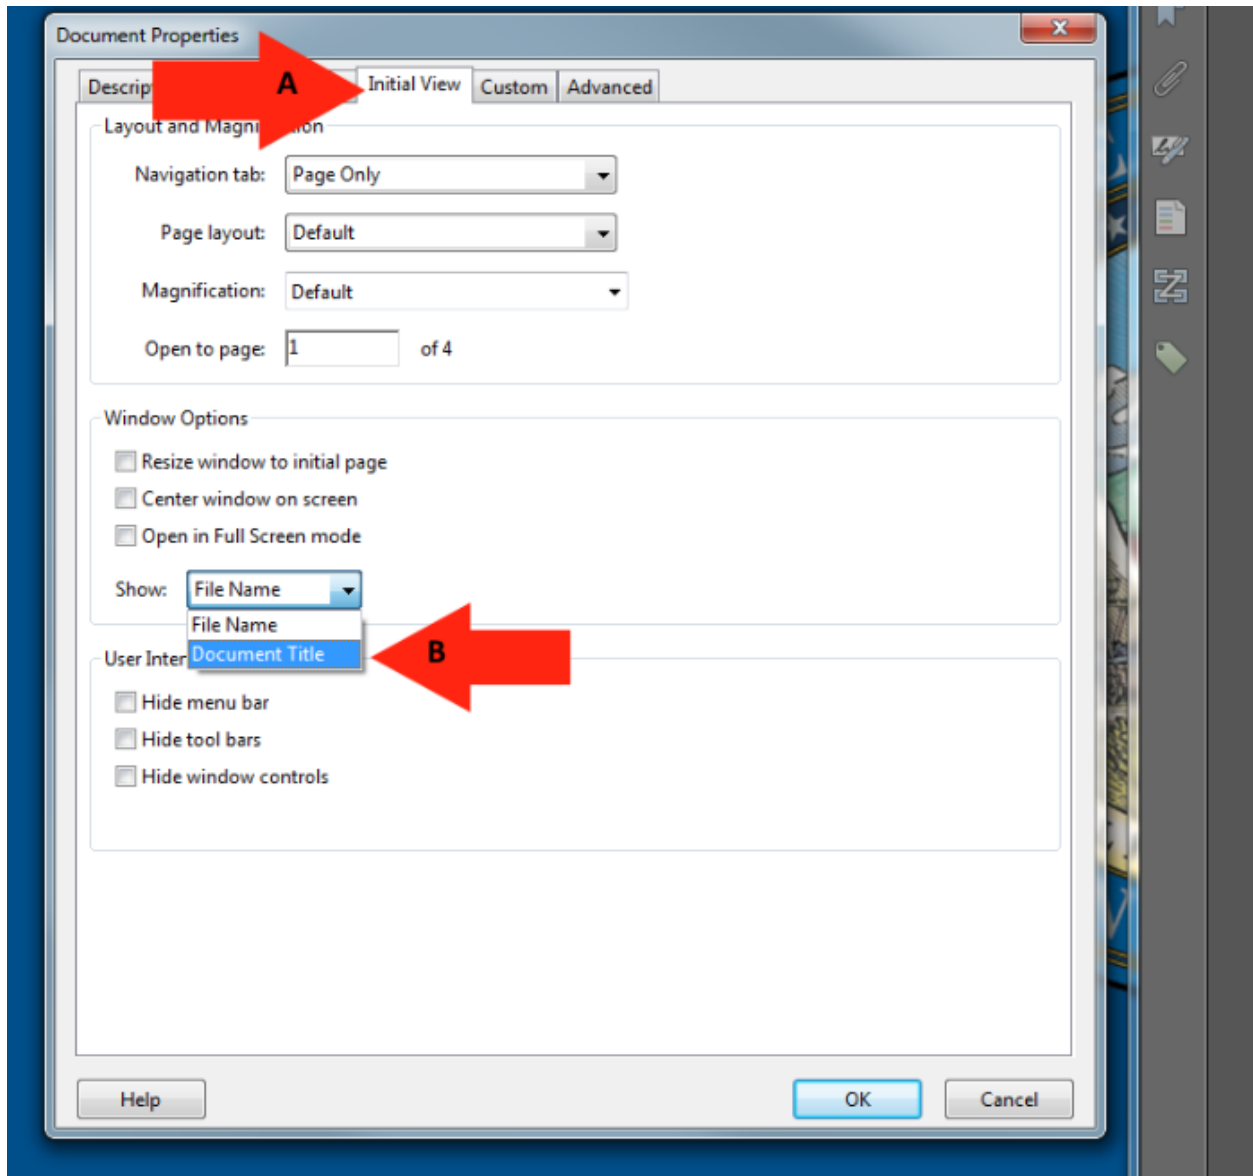 Document Properties
Descrip A Initial View Custom Advanced
Layout and Magni ion
Navigation tab: Page Only
Page layout: Default
Magnification: Default
Open to page: 1 of 4
Window Options
Resize window to initial page
Center window on screen
Open in Full Screen mode
Show: File Name
File Name
Document Title B
User Inter
Hide menu bar
Hide tool bars
Hide window controls
Help OK Cancel